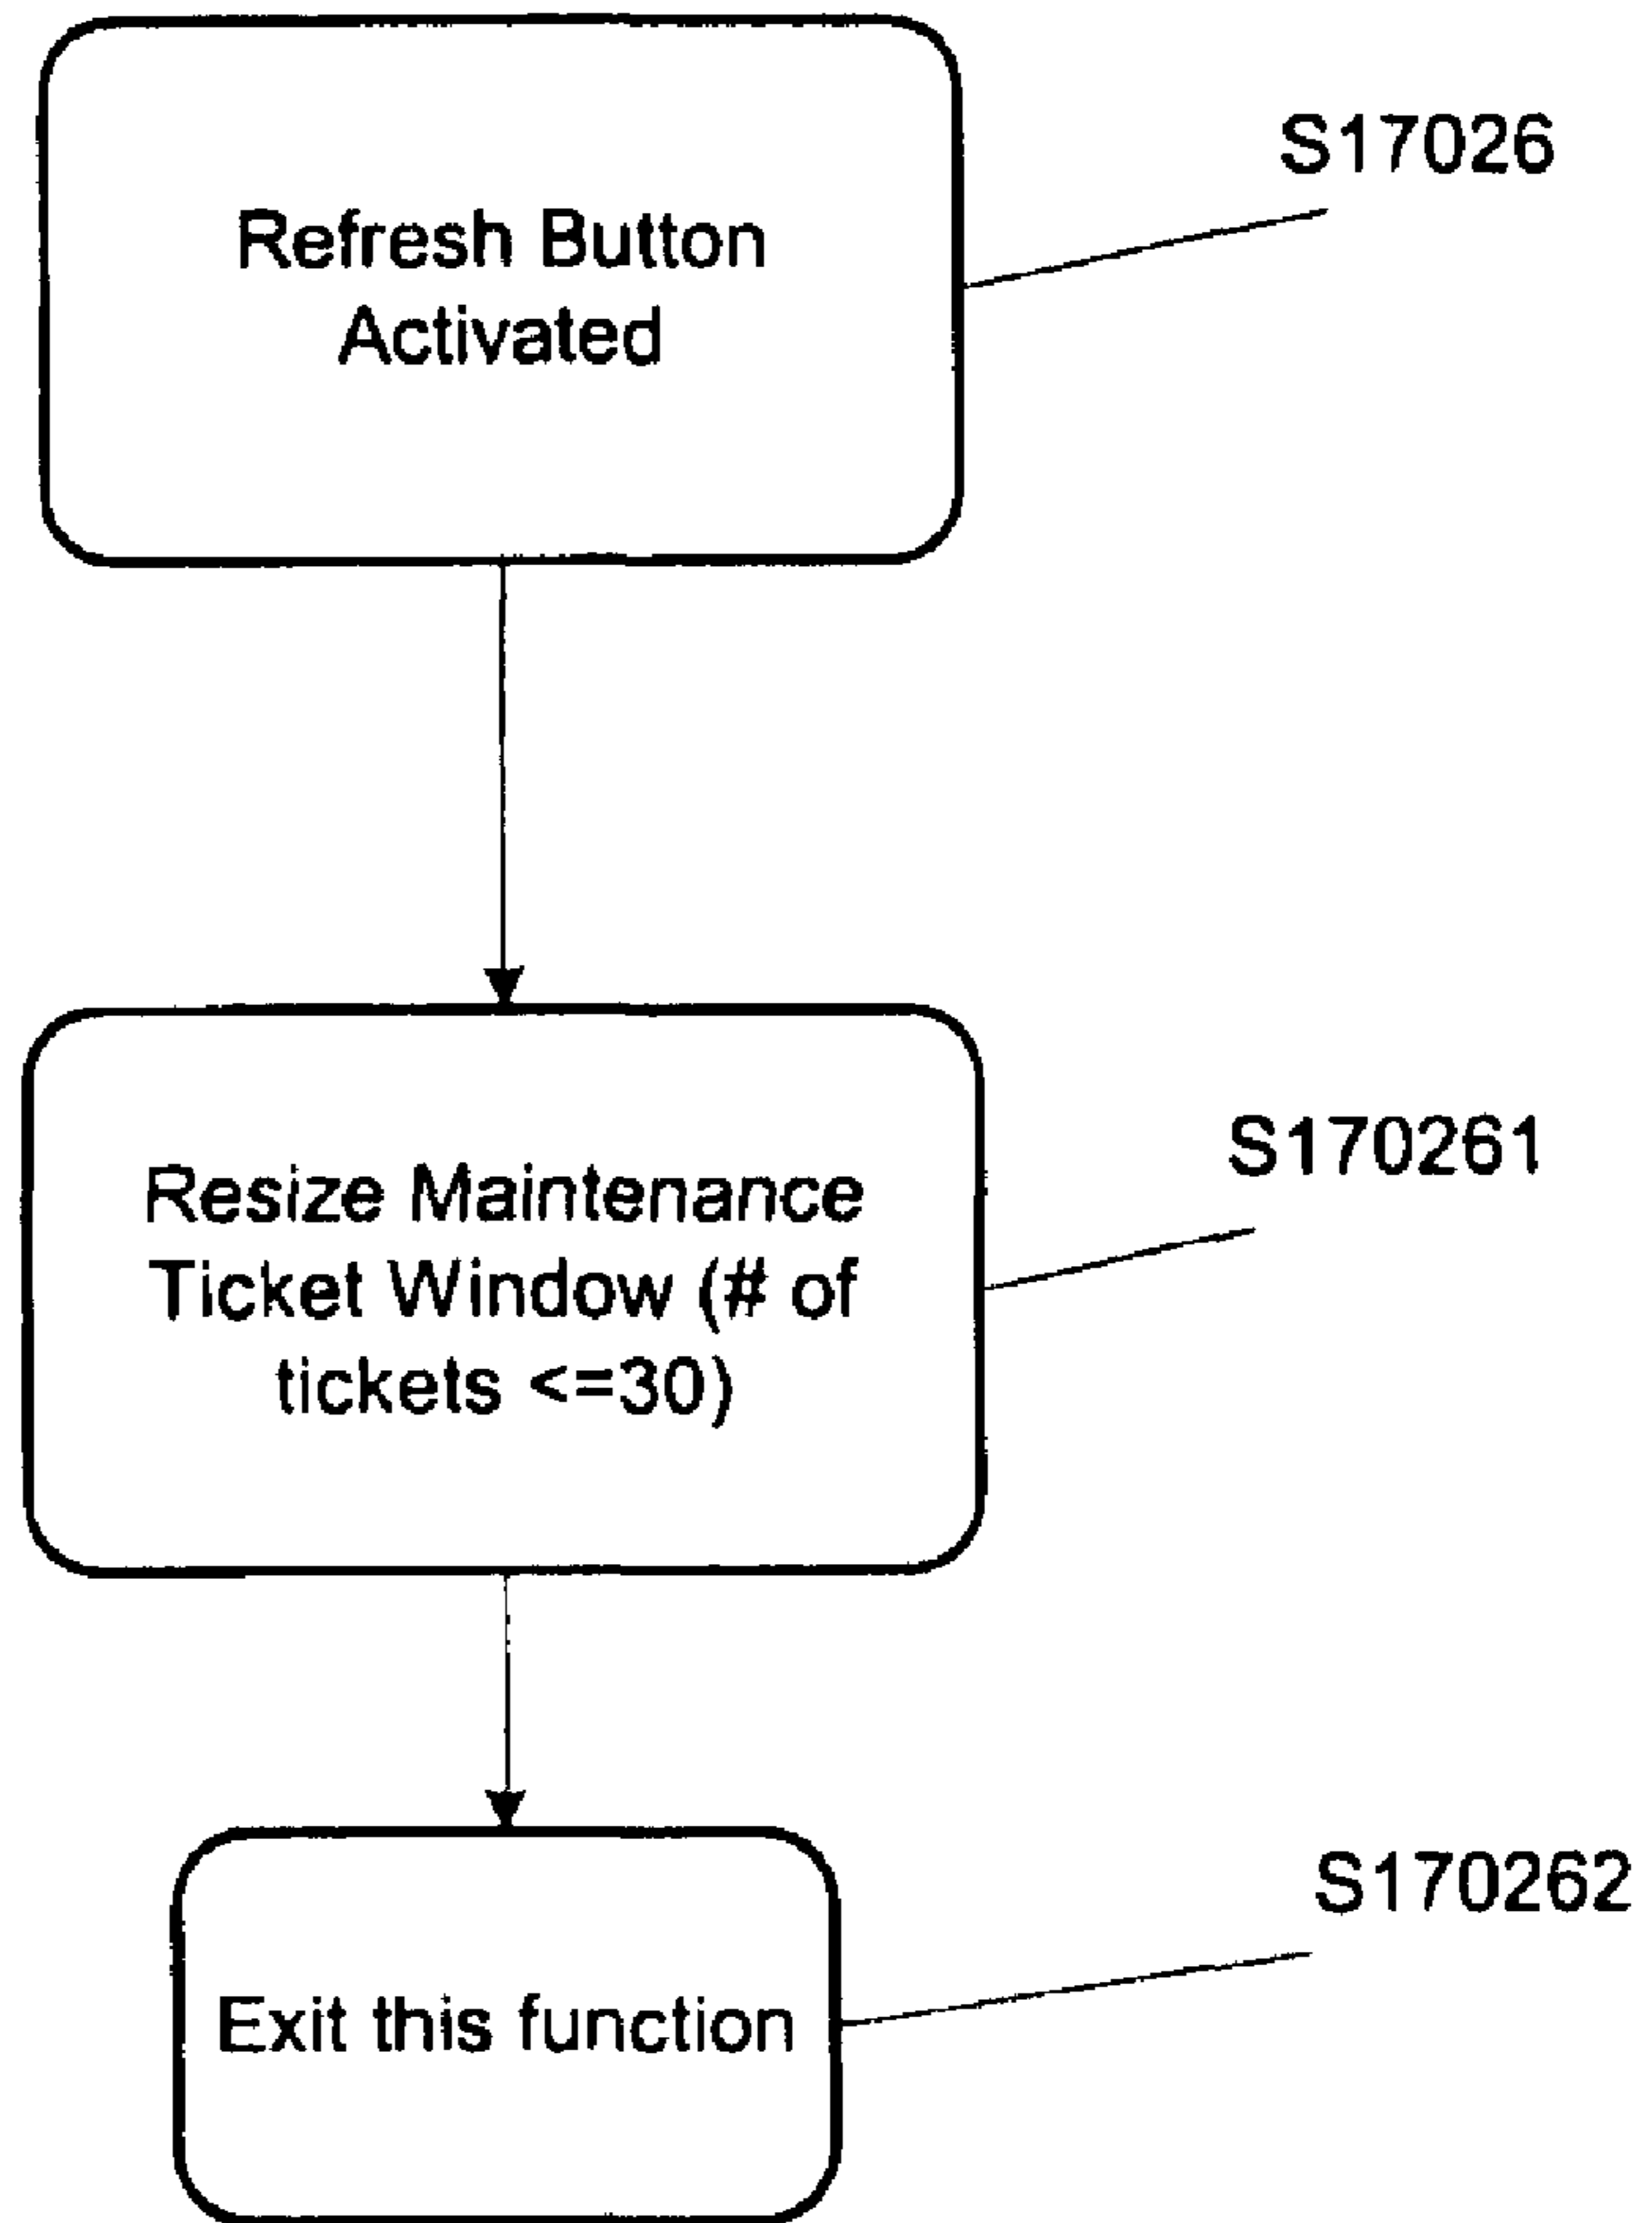 Refresh Button
Activated
S17026
Resize Maintenance
Ticket Window (# of
tickets <=30)
S170261
Exit this function
S170262